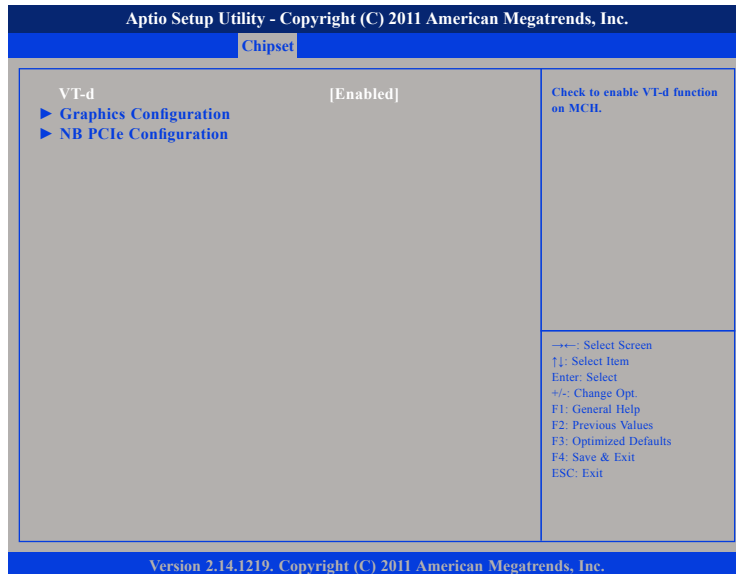 Aptio Setup Utility - Copyright (C) 2011 American Megatrends, Inc.
Chipset
VT-d [Enabled]
► Graphics Configuration
► NB PCIe Configuration
Check to enable VT-d function
on MCH.
→←: Select Screen
↑↓: Select Item
Enter: Select
+/-: Change Opt.
F1: General Help
F2: Previous Values
F3: Optimized Defaults
F4: Save & Exit
ESC: Exit
Version 2.14.1219. Copyright (C) 2011 American Megatrends, Inc.